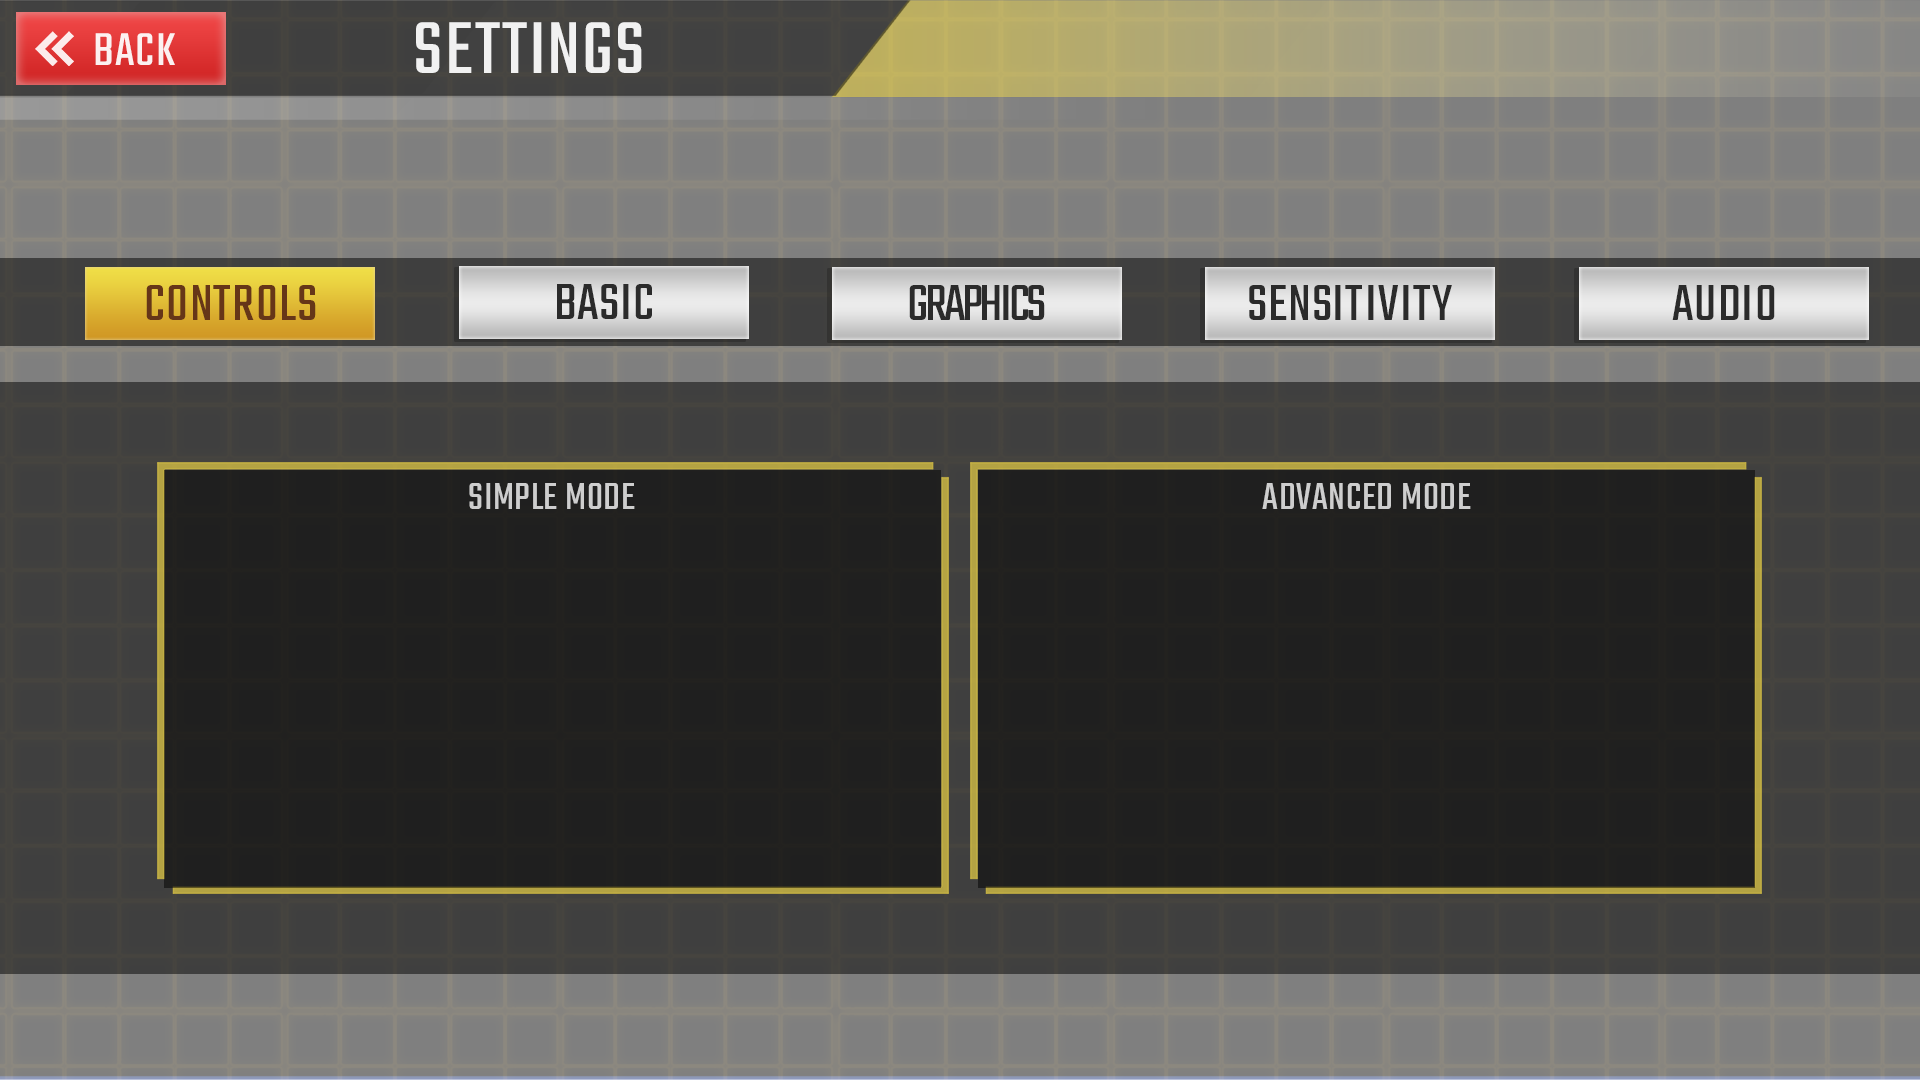 BACK
SETTINGS
CONTROLS
BASIC
GRAPHICS
SENSITIVITY
AUDIO
SIMPLE MODE
ADVANCED MODE